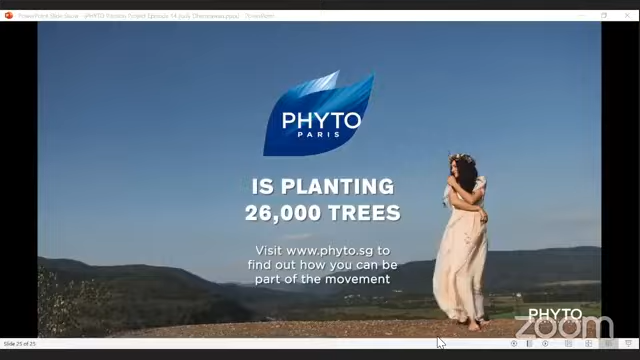 PHYTO
PARIS
IS PLANTING
26,000 TREES
Visit www.phyto.sg to
find out how you can be
part of the movement
PHYTO
zoom
Slide 25 of 25